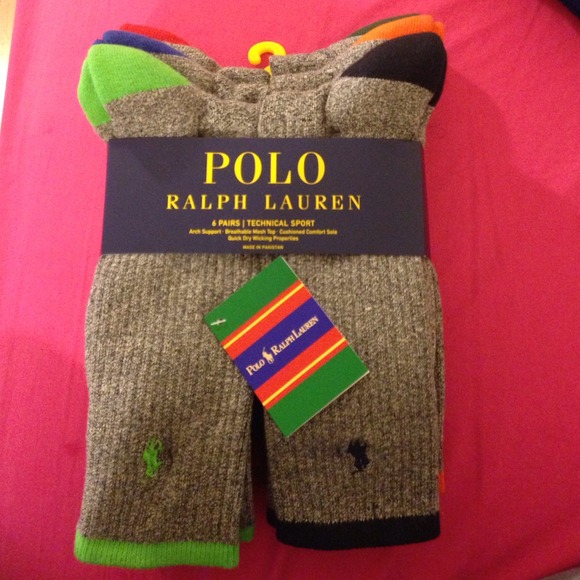 POLO
RALPH LAUREN
6 PAIRS | TECHNICAL SPORT
Arch Support · Breathable Mesh Top · Cushioned Comfort Sole
Quick Dry Wicking Properties
MADE IN PAKISTAN
POLO RALPH LAUREN